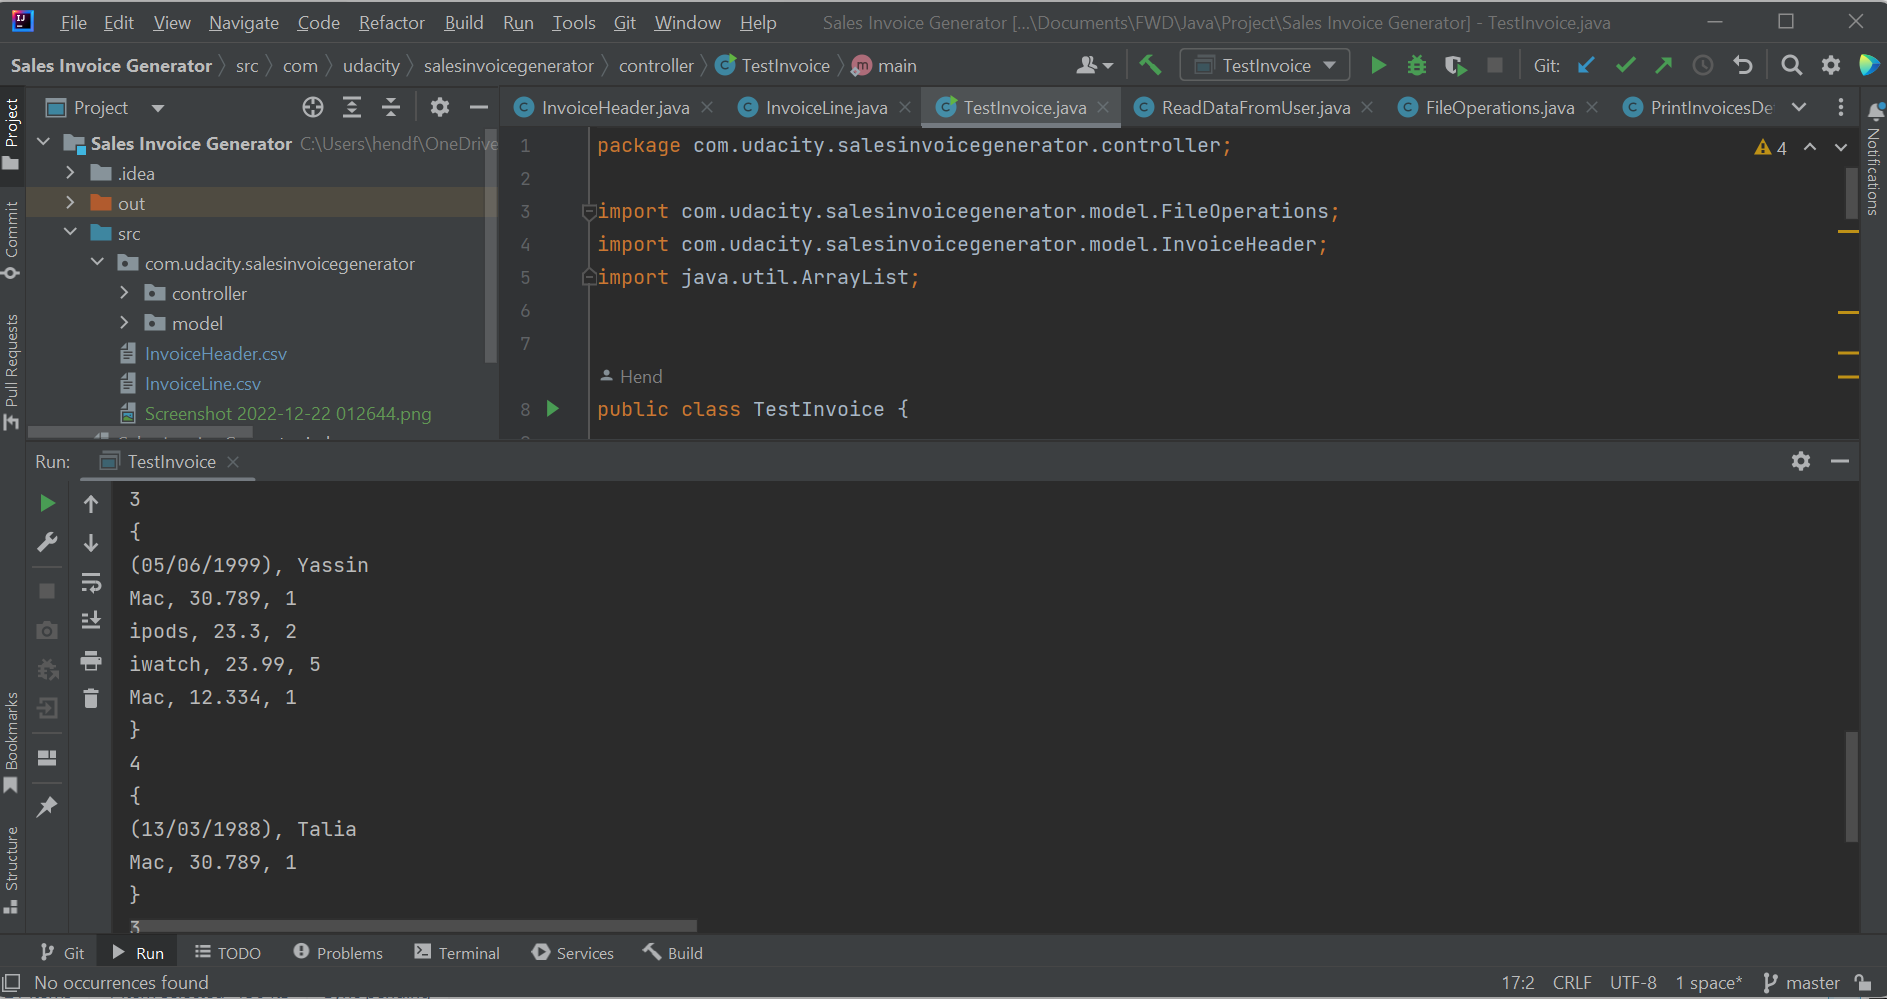 File Edit View Navigate Code Refactor Build Run Tools Git Window Help Sales Invoice Generator [...\Documents\FWD\Java\Project\Sales Invoice Generator] - TestInvoice.java
Sales Invoice Generator src com udacity salesinvoicegenerator controller TestInvoice main TestInvoice Git:
Project
InvoiceHeader.java InvoiceLine.java TestInvoice.java ReadDataFromUser.java FileOperations.java PrintInvoicesDe
Project
Commit
Pull Requests
Bookmarks
Structure
Notifications
Sales Invoice Generator C:\Users\hendf\OneDrive
.idea
out
src
com.udacity.salesinvoicegenerator
controller
model
InvoiceHeader.csv
InvoiceLine.csv
Screenshot 2022-12-22 012644.png
1 package com.udacity.salesinvoicegenerator.controller;
4
2
3 import com.udacity.salesinvoicegenerator.model.FileOperations;
4 import com.udacity.salesinvoicegenerator.model.InvoiceHeader;
5 import java.util.ArrayList;
6
7
Hend
8 public class TestInvoice {
Run: TestInvoice
3
{
(05/06/1999), Yassin
Mac, 30.789, 1
ipods, 23.3, 2
iwatch, 23.99, 5
Mac, 12.334, 1
}
4
{
(13/03/1988), Talia
Mac, 30.789, 1
}
3
Git Run TODO Problems Terminal Services Build
No occurrences found 17:2 CRLF UTF-8 1 space* master